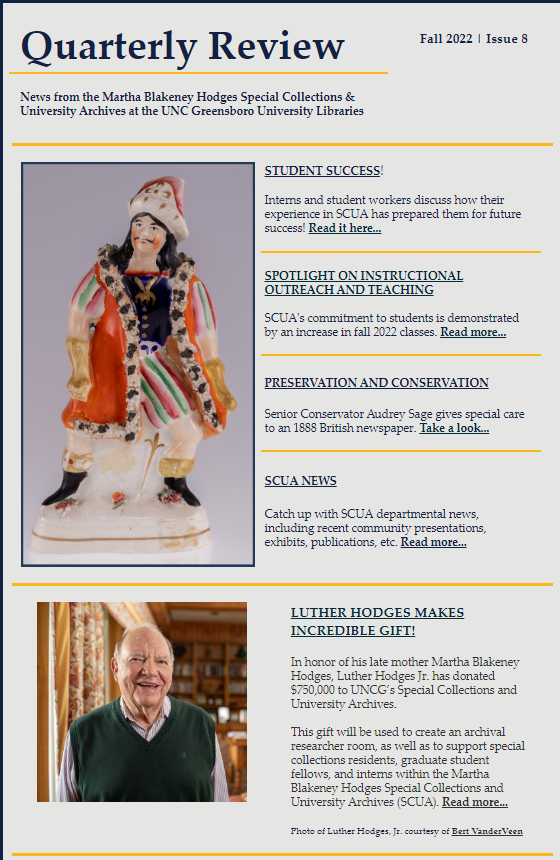 Quarterly Review
Fall 2022 | Issue 8
News from the Martha Blakeney Hodges Special Collections &
University Archives at the UNC Greensboro University Libraries
STUDENT SUCCESS!
Interns and student workers discuss how their
experience in SCUA has prepared them for future
success! Read it here...
SPOTLIGHT ON INSTRUCTIONAL
OUTREACH AND TEACHING
SCUA's commitment to students is demonstrated
by an increase in fall 2022 classes. Read more...
PRESERVATION AND CONSERVATION
Senior Conservator Audrey Sage gives special care
to an 1888 British newspaper. Take a look...
SCUA NEWS
Catch up with SCUA departmental news,
including recent community presentations,
exhibits, publications, etc. Read more...
LUTHER HODGES MAKES
INCREDIBLE GIFT!
In honor of his late mother Martha Blakeney
Hodges, Luther Hodges Jr. has donated
$750,000 to UNCG's Special Collections and
University Archives.
This gift will be used to create an archival
researcher room, as well as to support special
collections residents, graduate student
fellows, and interns within the Martha
Blakeney Hodges Special Collections and
University Archives (SCUA). Read more...
Photo of Luther Hodges, Jr. courtesy of Bert VanderVeen